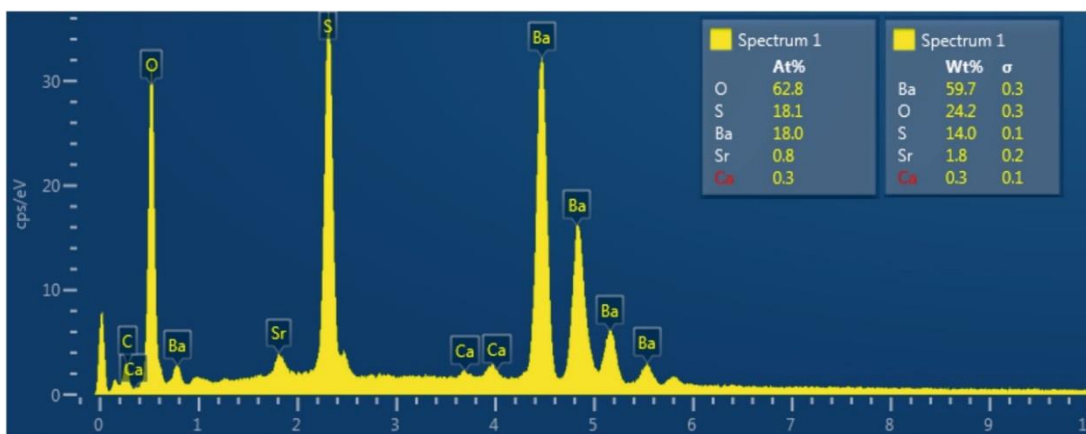 S
O
Ba
Ba
Ba
Ba
Sr
C
Ca
Ba
Ca
Ca
Spectrum 1
At%
O 62.8
S 18.1
Ba 18.0
Sr 0.8
Ca 0.3
Spectrum 1
Wt% σ
Ba 59.7 0.3
O 24.2 0.3
S 14.0 0.1
Sr 1.8 0.2
Ca 0.3 0.1
cps/eV
30
20
10
0
0 1 2 3 4 5 6 7 8 9